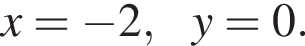 x = −2, y = 0.